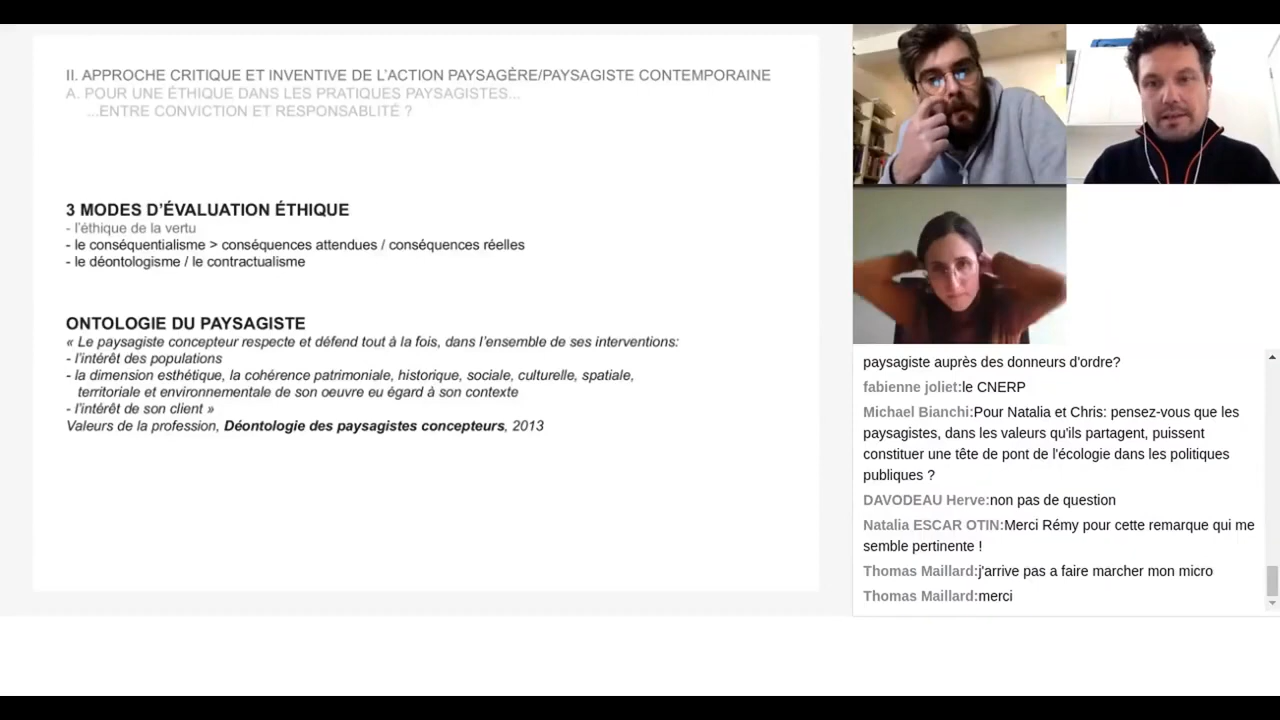 II. APPROCHE CRITIQUE ET INVENTIVE DE L'ACTION PAYSAGÈRE/PAYSAGISTE CONTEMPORAINE
A. POUR UNE ÉTHIQUE DANS LES PRATIQUES PAYSAGISTES...
...ENTRE CONVICTION ET RESPONSABLITÉ ?
3 MODES D'ÉVALUATION ÉTHIQUE
- l'éthique de la vertu
- le conséquentialisme > conséquences attendues / conséquences réelles
- le déontologisme / le contractualisme
ONTOLOGIE DU PAYSAGISTE
« Le paysagiste concepteur respecte et défend tout à la fois, dans l'ensemble de ses interventions:
- l'intérêt des populations
- la dimension esthétique, la cohérence patrimoniale, historique, sociale, culturelle, spatiale,
territoriale et environnementale de son oeuvre eu égard à son contexte
- l'intérêt de son client »
Valeurs de la profession, Déontologie des paysagistes concepteurs, 2013
paysagiste auprès des donneurs d'ordre?
fabienne joliet:le CNERP
Michael Bianchi:Pour Natalia et Chris: pensez-vous que les
paysagistes, dans les valeurs qu'ils partagent, puissent
constituer une tête de pont de l'écologie dans les politiques
publiques ?
DAVODEAU Herve:non pas de question
Natalia ESCAR OTIN:Merci Rémy pour cette remarque qui me
semble pertinente !
Thomas Maillard:j'arrive pas a faire marcher mon micro
Thomas Maillard:merci